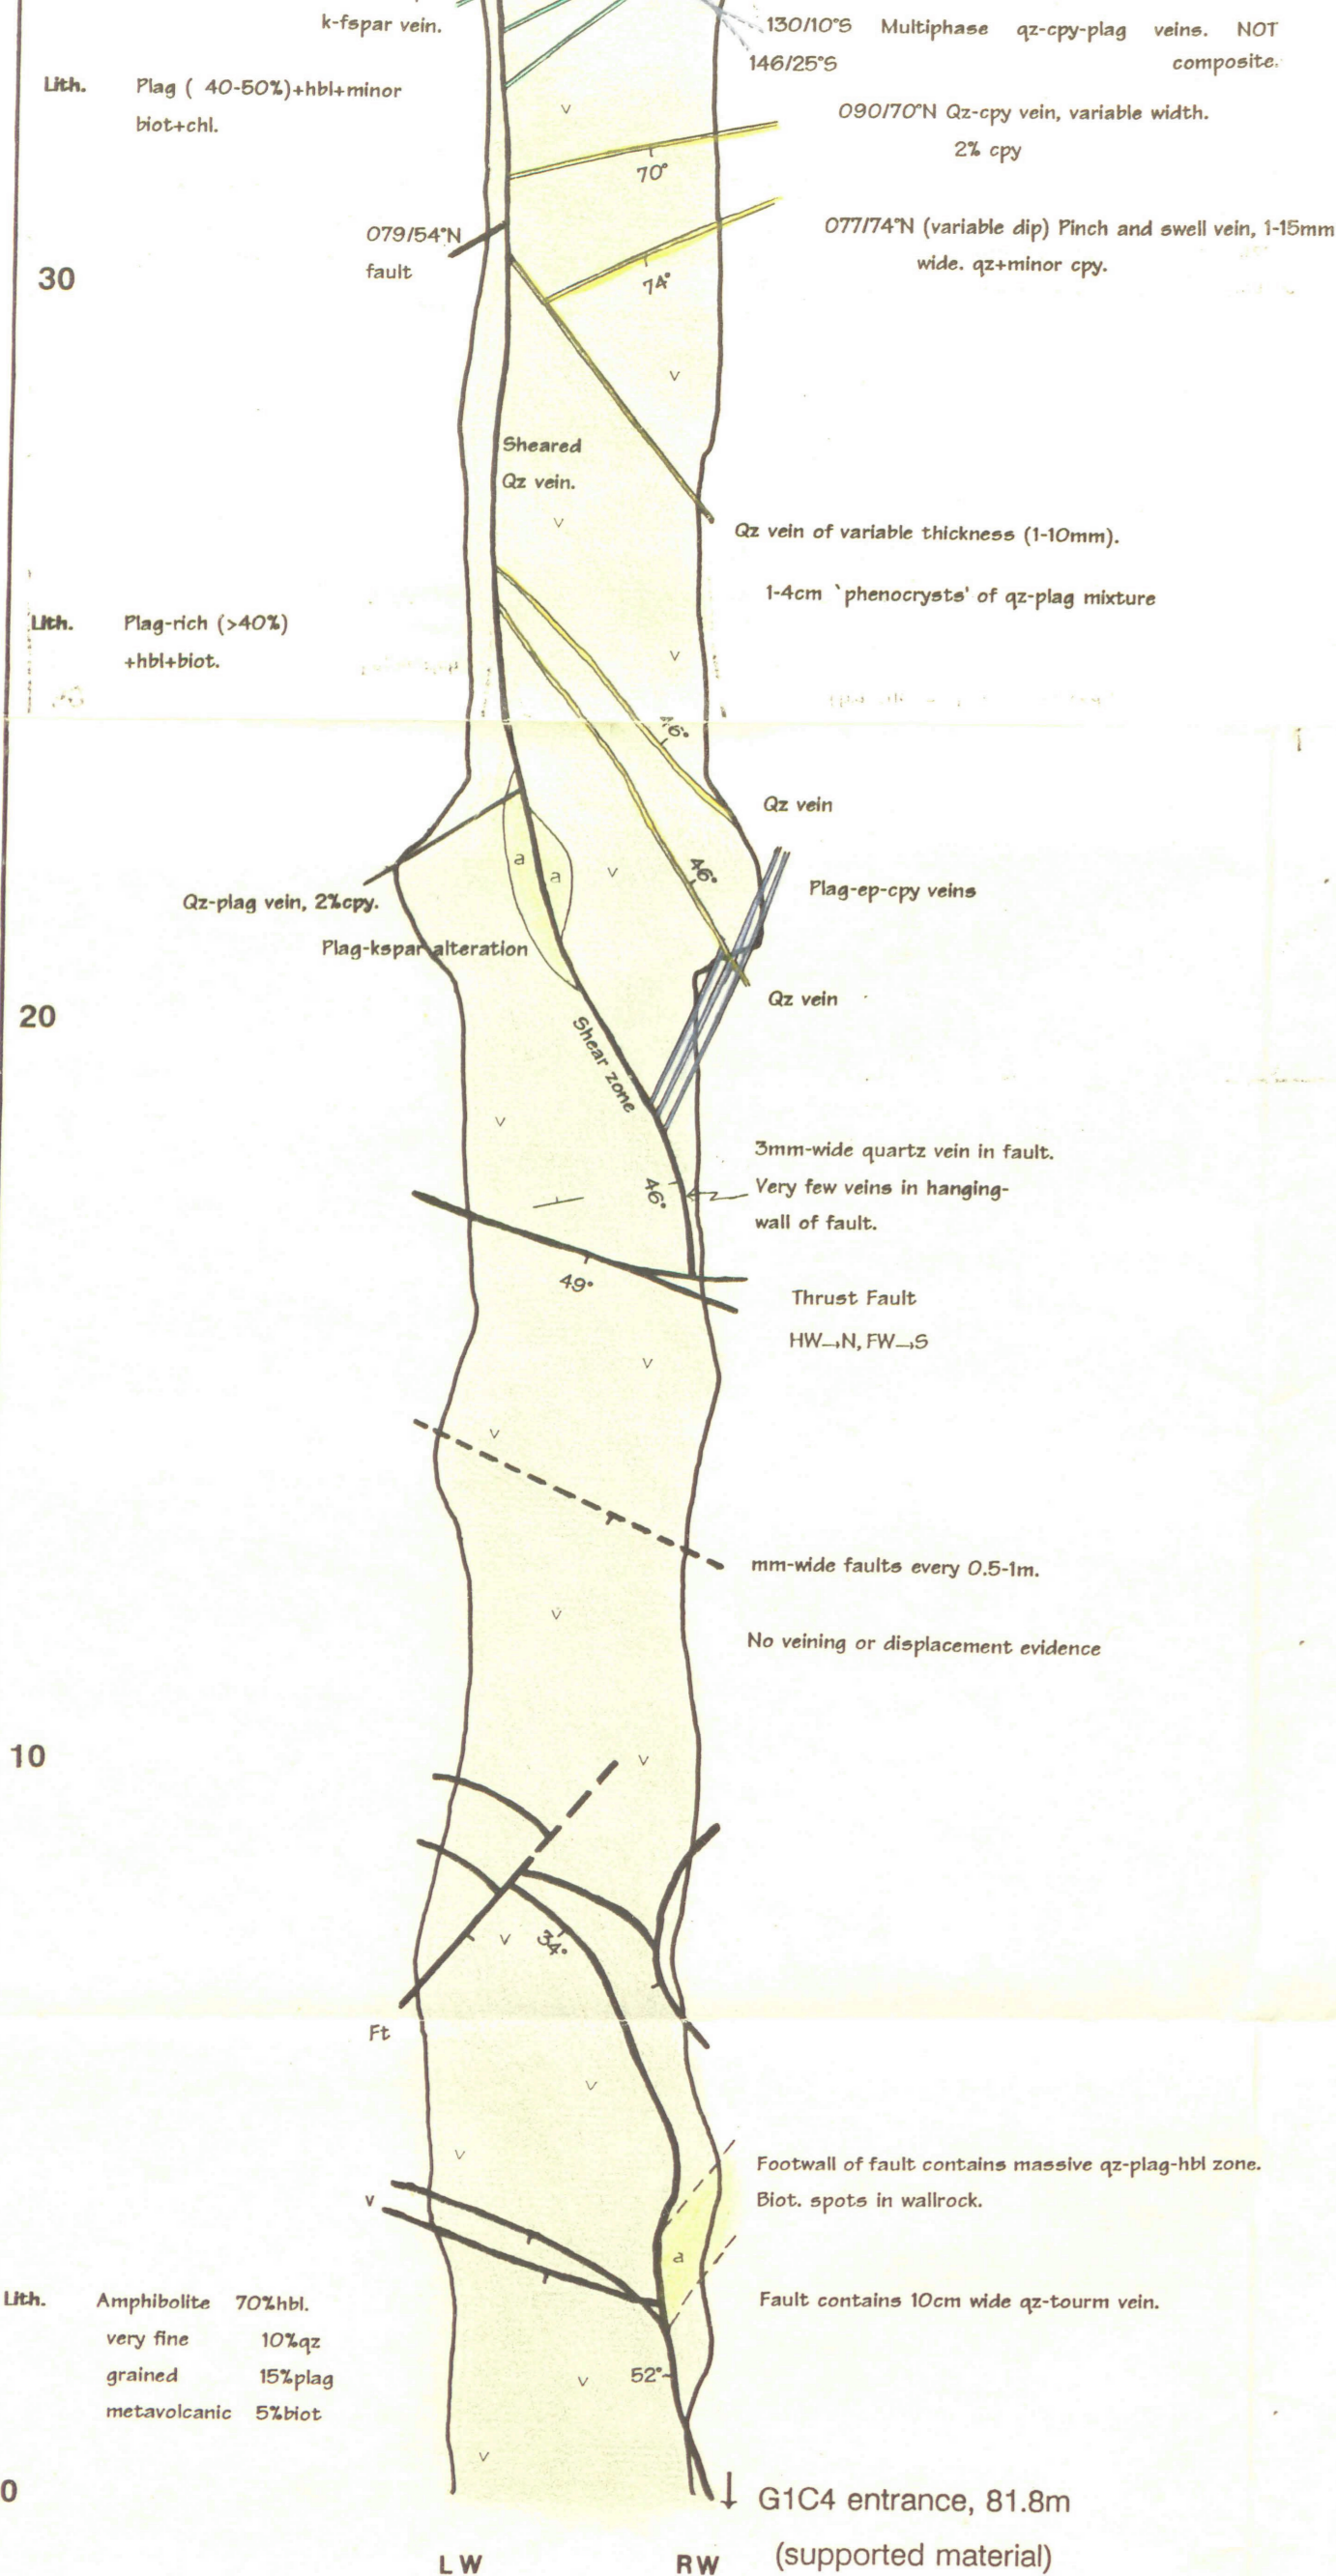 k-fspar vein.
130/10°S Multiphase qz-cpy-plag veins. NOT
146/25°S composite.
Lith. Plag ( 40-50%)+hbl+minor
biot+chl.
v
090/70°N Qz-cpy vein, variable width.
2% cpy
70°
079/54°N
fault
077/74°N (variable dip) Pinch and swell vein, 1-15mm
wide. qz+minor cpy.
30
74°
v
Sheared
Qz vein.
v
Qz vein of variable thickness (1-10mm).
1-4cm `phenocrysts' of qz-plag mixture
Lith. Plag-rich (>40%)
+hbl+biot.
v
46°
Qz vein
a
a
v
46°
Plag-ep-cpy veins
Qz-plag vein, 2%cpy.
Plag-kspar alteration
Qz vein
20
Shear zone
v
3mm-wide quartz vein in fault.
46°
Very few veins in hanging-
wall of fault.
49°
Thrust Fault
HW→N, FW→S
v
v
mm-wide faults every 0.5-1m.
v
No veining or displacement evidence
10
v
v
34°
Ft
v
v
Footwall of fault contains massive qz-plag-hbl zone.
v
Biot. spots in wallrock.
a
Lith. Amphibolite 70%hbl.
very fine 10%qz
grained 15%plag
metavolcanic 5%biot
Fault contains 10cm wide qz-tourm vein.
v
52°
v
0
↓ G1C4 entrance, 81.8m
(supported material)
LW RW